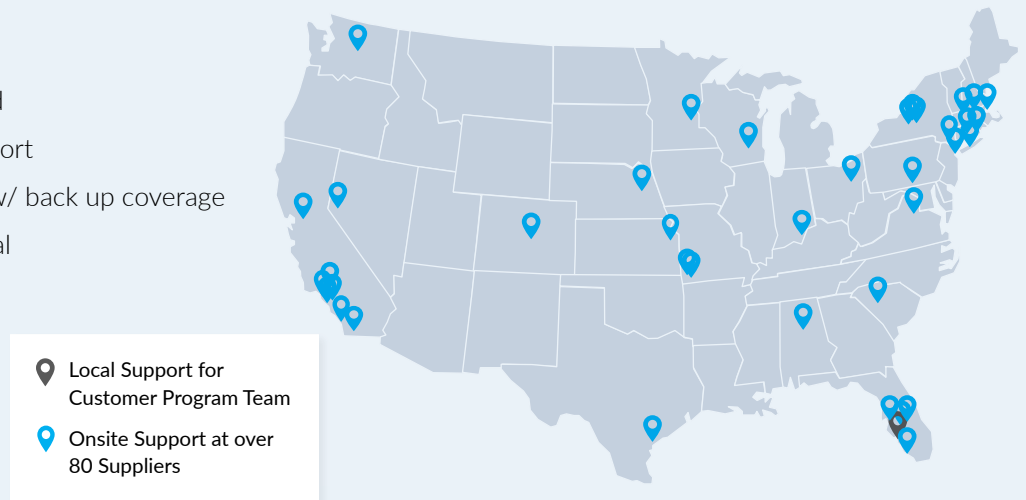 ort
w/ back up coverage
al
Local Support for
Customer Program Team
Onsite Support at over
80 Suppliers